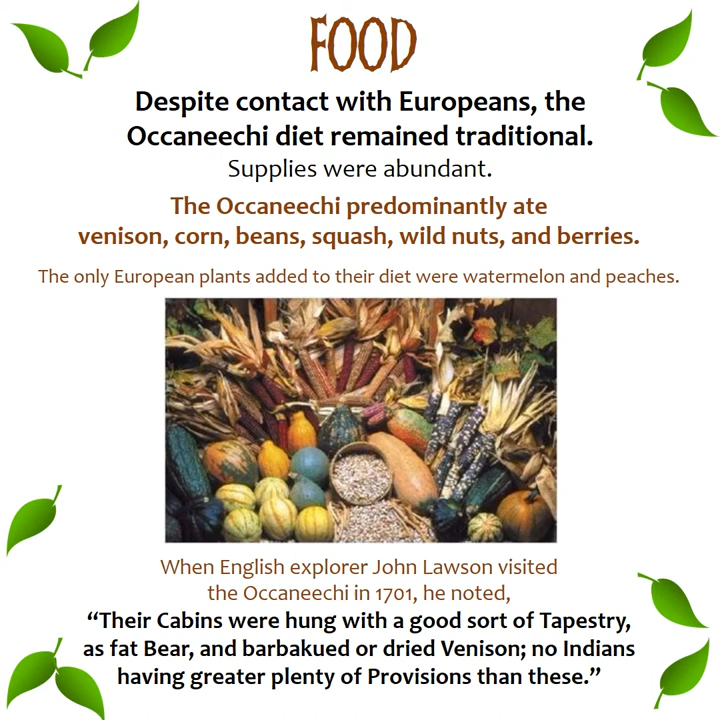 FOOD
Despite contact with Europeans, the
Occaneechi diet remained traditional.
Supplies were abundant.
The Occaneechi predominantly ate
venison, corn, beans, squash, wild nuts, and berries.
The only European plants added to their diet were watermelon and peaches.
When English explorer John Lawson visited
the Occaneechi in 1701, he noted,
“Their Cabins were hung with a good sort of Tapestry,
as fat Bear, and barbakued or dried Venison; no Indians
having greater plenty of Provisions than these.”